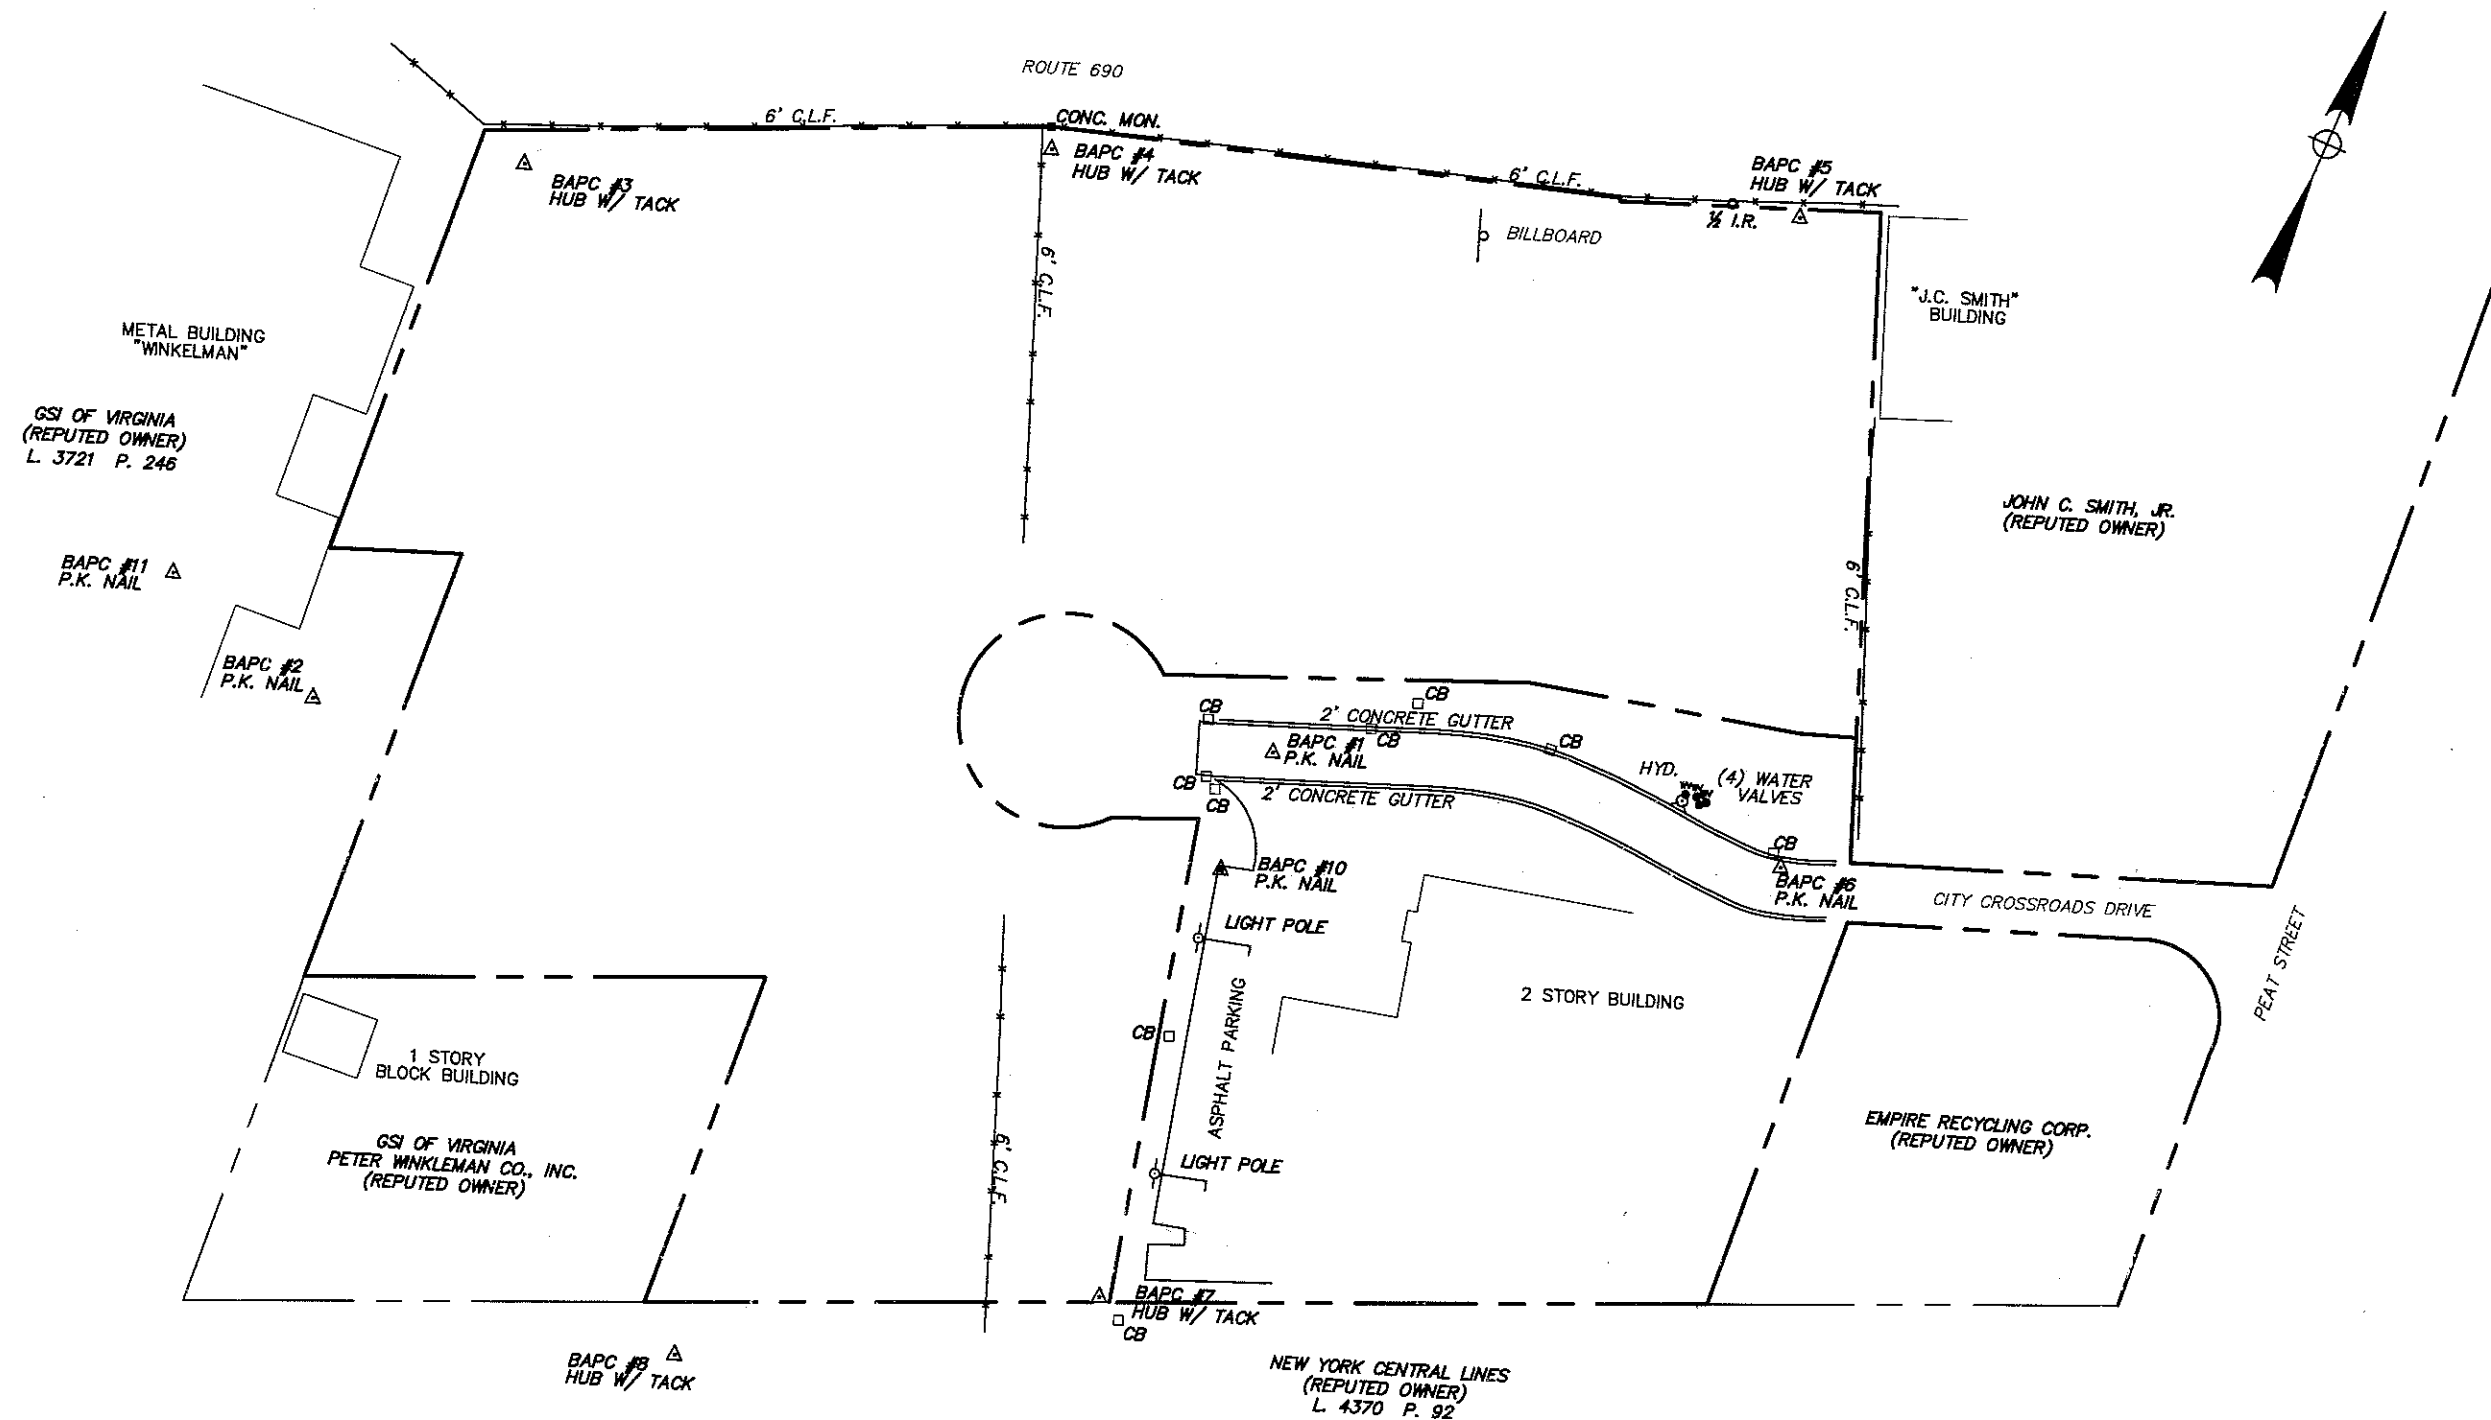 ROUTE 690
6' C.L.F.
CONC. MON.
BAPC #4
HUB W/ TACK
BAPC #3
HUB W/ TACK
6' C.L.F.
BAPC #5
HUB W/ TACK
½ I.R.
BILLBOARD
6' C.L.F.
"J.C. SMITH"
BUILDING
METAL BUILDING
"WINKELMAN"
GSI OF VIRGINIA
(REPUTED OWNER)
L. 3721 P. 246
JOHN C. SMITH, JR.
(REPUTED OWNER)
BAPC #11
P.K. NAIL
6' C.L.F.
BAPC #2
P.K. NAIL
CB
CB
2' CONCRETE GUTTER
CB
BAPC #1
P.K. NAIL
CB
HYD.
(4) WATER
VALVES
WV
CB
2' CONCRETE GUTTER
CB
CB
BAPC #10
P.K. NAIL
BAPC #6
P.K. NAIL
CITY CROSSROADS DRIVE
PEAT STREET
LIGHT POLE
ASPHALT PARKING
2 STORY BUILDING
CB
1 STORY
BLOCK BUILDING
GSI OF VIRGINIA
PETER WINKLEMAN CO., INC.
(REPUTED OWNER)
6' C.L.F.
LIGHT POLE
EMPIRE RECYCLING CORP.
(REPUTED OWNER)
BAPC #7
HUB W/ TACK
CB
BAPC #8
HUB W/ TACK
NEW YORK CENTRAL LINES
(REPUTED OWNER)
L. 4370 P. 92